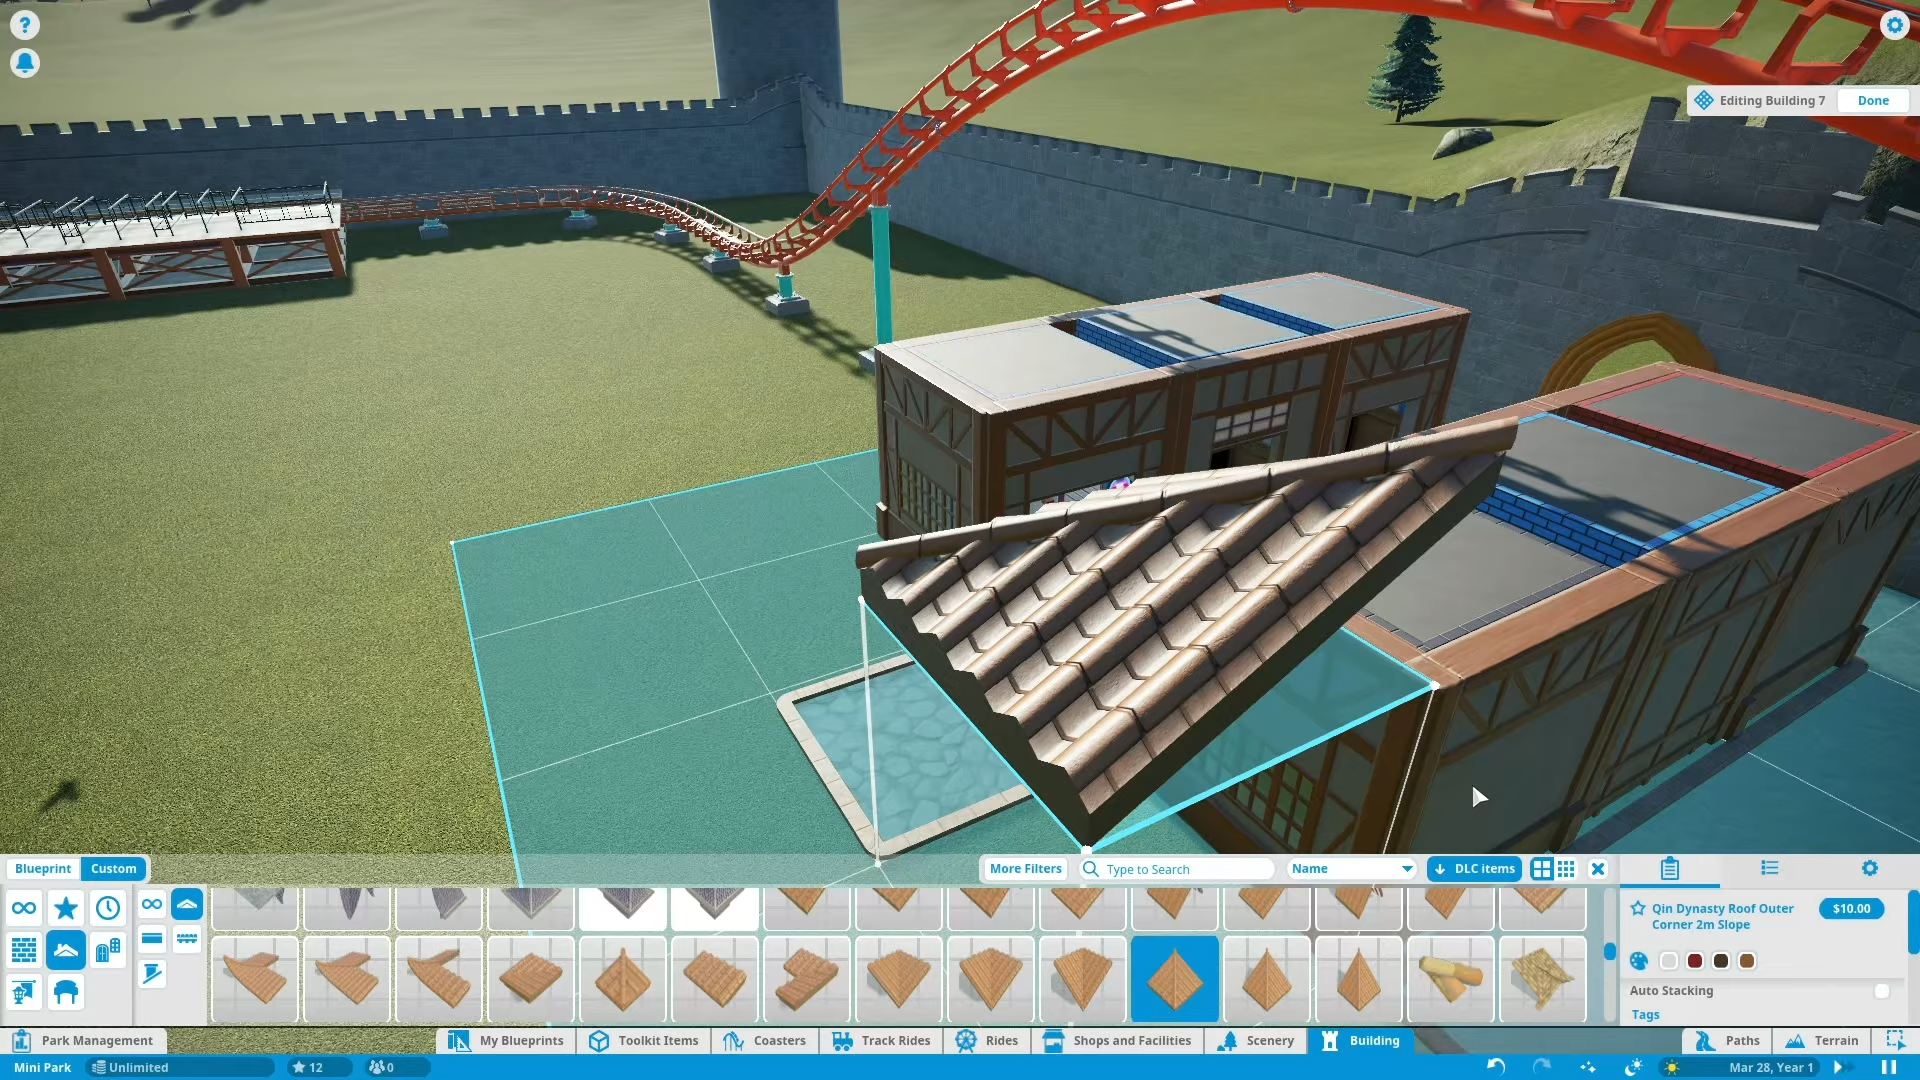 ?
Editing Building 7
Done
Blueprint
Custom
More Filters
Type to Search
Name
DLC items
Qin Dynasty Roof Outer
Corner 2m Slope
$10.00
Auto Stacking
Tags
Park Management
My Blueprints
Toolkit Items
Coasters
Track Rides
Rides
Shops and Facilities
Scenery
Building
Paths
Terrain
Mini Park
Unlimited
12
0
Mar 28, Year 1